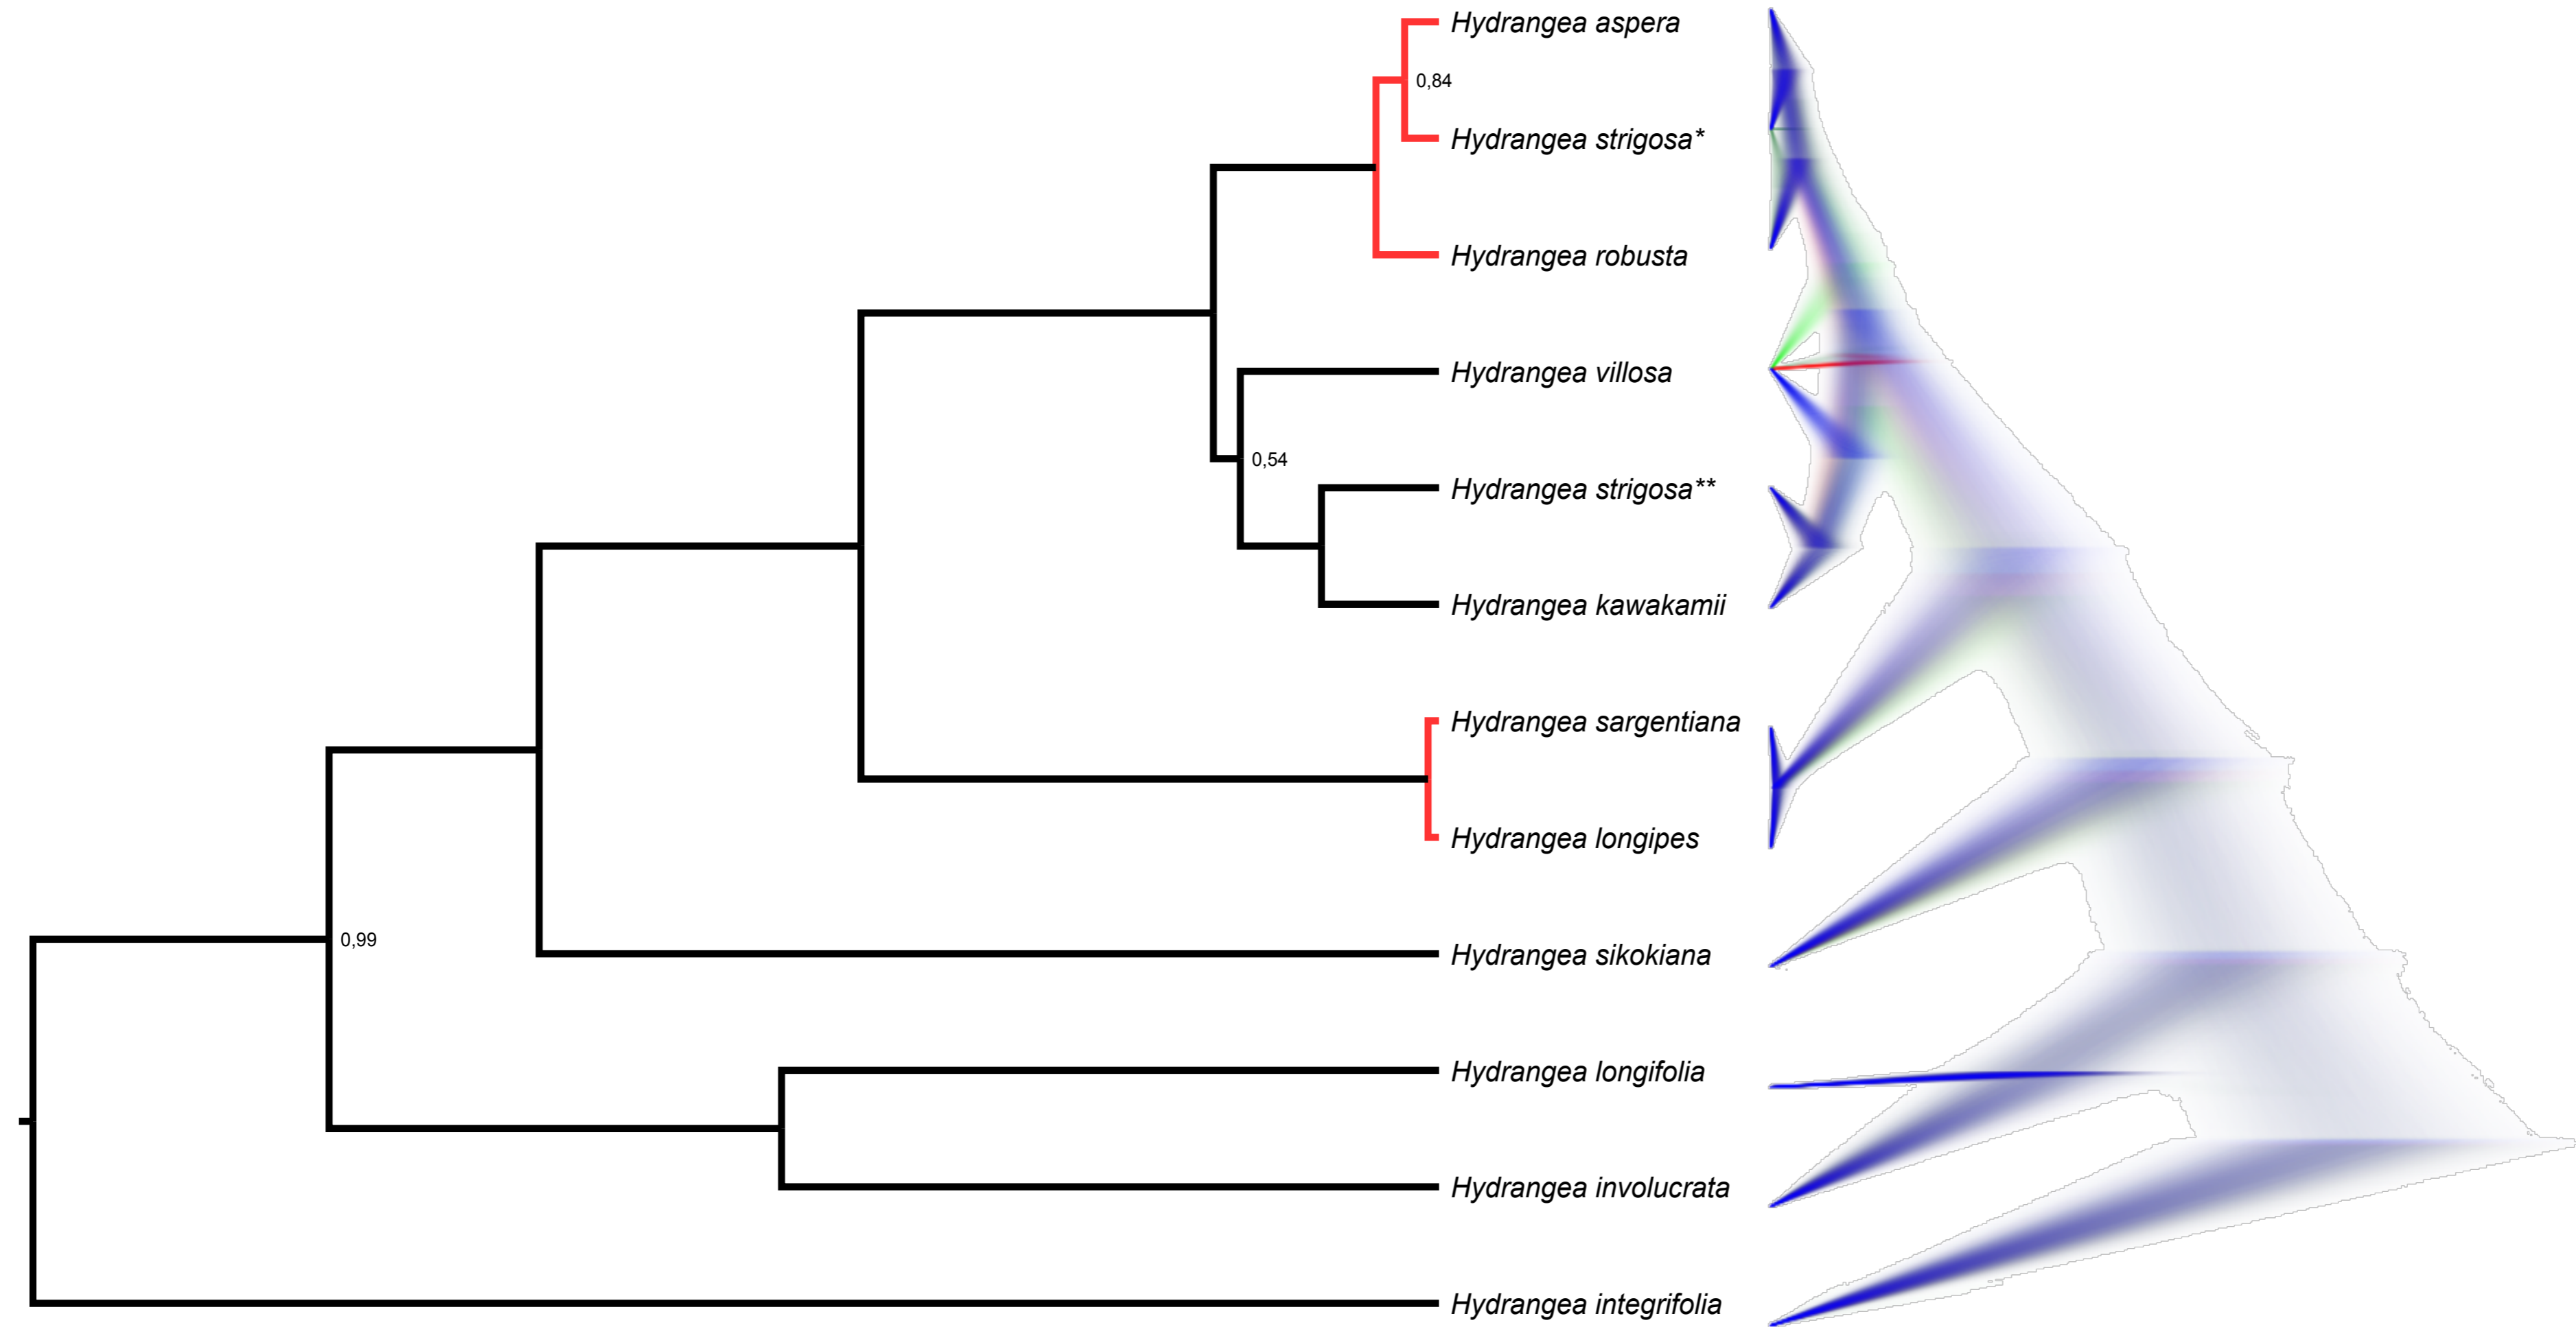 Hydrangea aspera
0,84
Hydrangea strigosa*
Hydrangea robusta
Hydrangea villosa
0,54
Hydrangea strigosa**
Hydrangea kawakamii
Hydrangea sargentiana
Hydrangea longipes
0,99
Hydrangea sikokiana
Hydrangea longifolia
Hydrangea involucrata
Hydrangea integrifolia